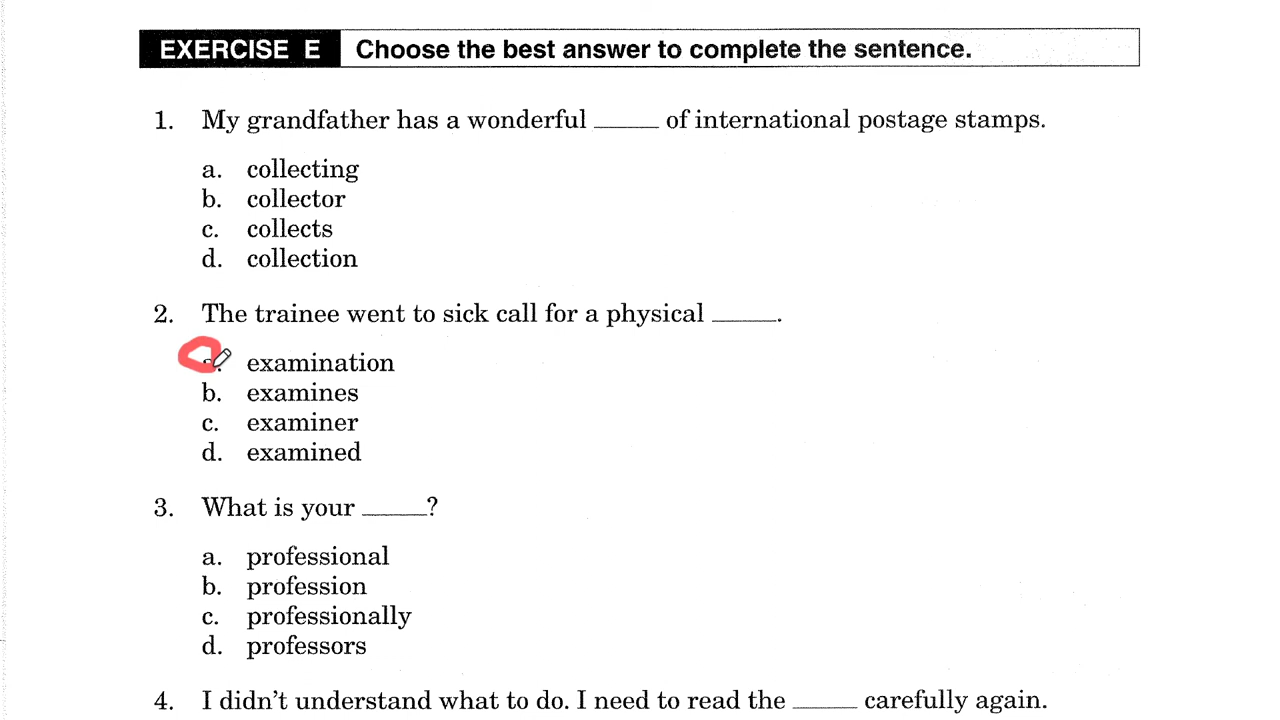 EXERCISE E Choose the best answer to complete the sentence.
1. My grandfather has a wonderful _____ of international postage stamps.
a. collecting
b. collector
c. collects
d. collection
2. The trainee went to sick call for a physical _____.
examination
b. examines
c. examiner
d. examined
3. What is your _____?
a. professional
b. profession
c. professionally
d. professors
4. I didn't understand what to do. I need to read the _____ carefully again.